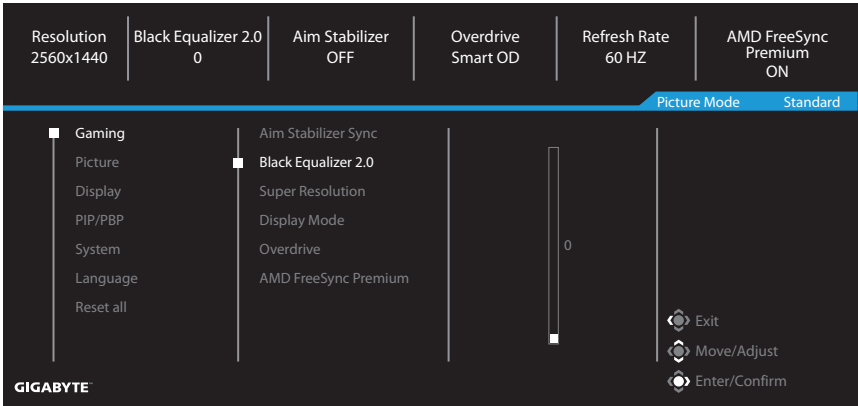 Resolution
2560x1440
Black Equalizer 2.0
0
Aim Stabilizer
OFF
Overdrive
Smart OD
Refresh Rate
60 HZ
AMD FreeSync
Premium
ON
Picture Mode Standard
Gaming
Picture
Display
PIP/PBP
System
Language
Reset all
Aim Stabilizer Sync
Black Equalizer 2.0
Super Resolution
Display Mode
Overdrive
AMD FreeSync Premium
0
Exit
Move/Adjust
Enter/Confirm
GIGABYTE™